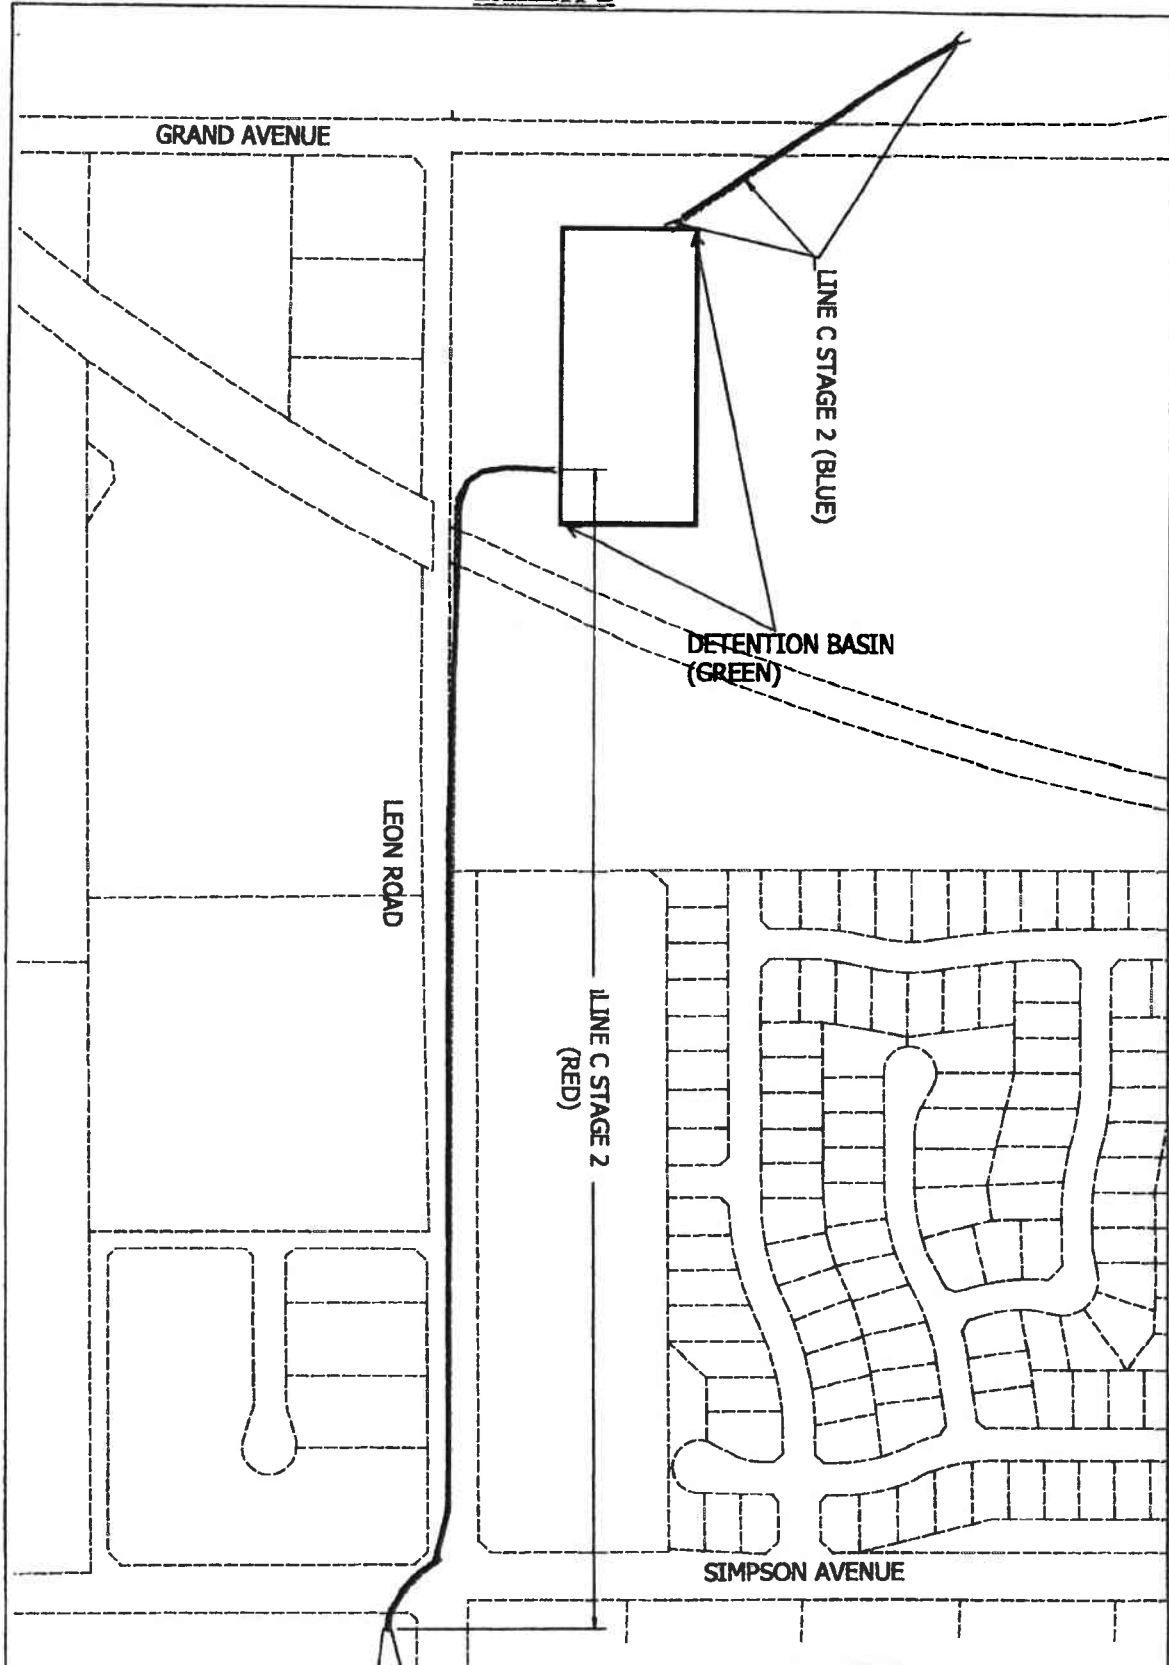 GRAND AVENUE
LINE C STAGE 2 (BLUE)
DETENTION BASIN
(GREEN)
LEON ROAD
LINE C STAGE 2
(RED)
SIMPSON AVENUE